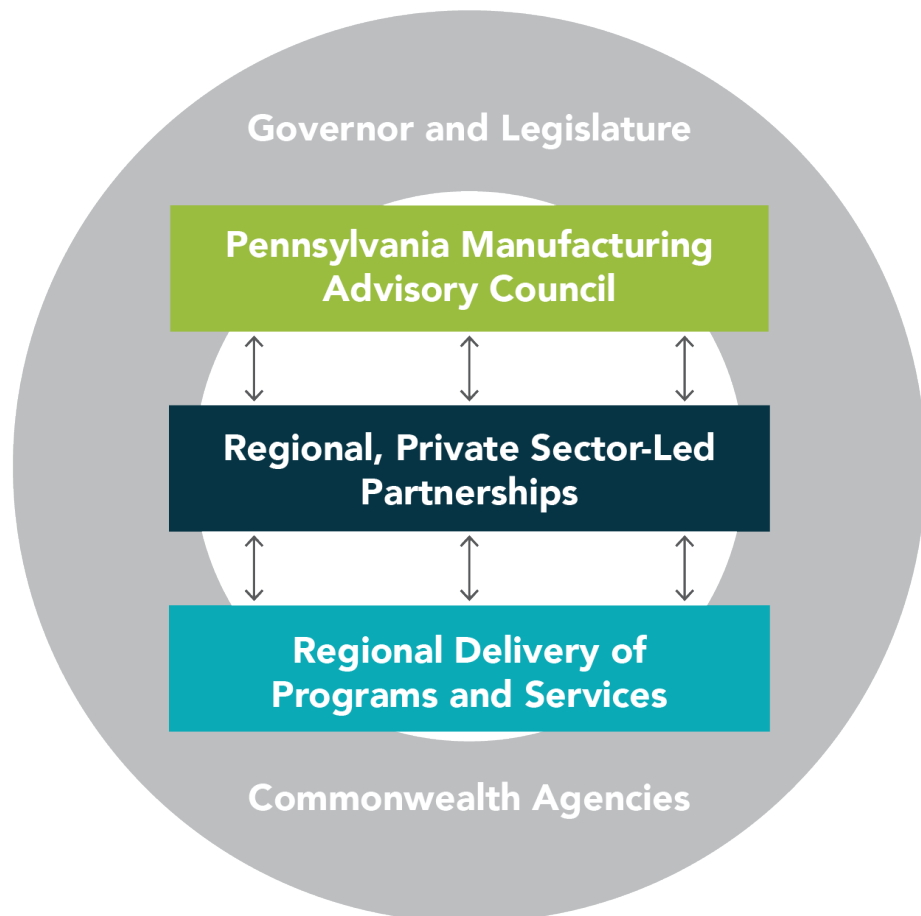 Governor and Legislature
Pennsylvania Manufacturing
Advisory Council
Regional, Private Sector-Led
Partnerships
Regional Delivery of
Programs and Services
Commonwealth Agencies